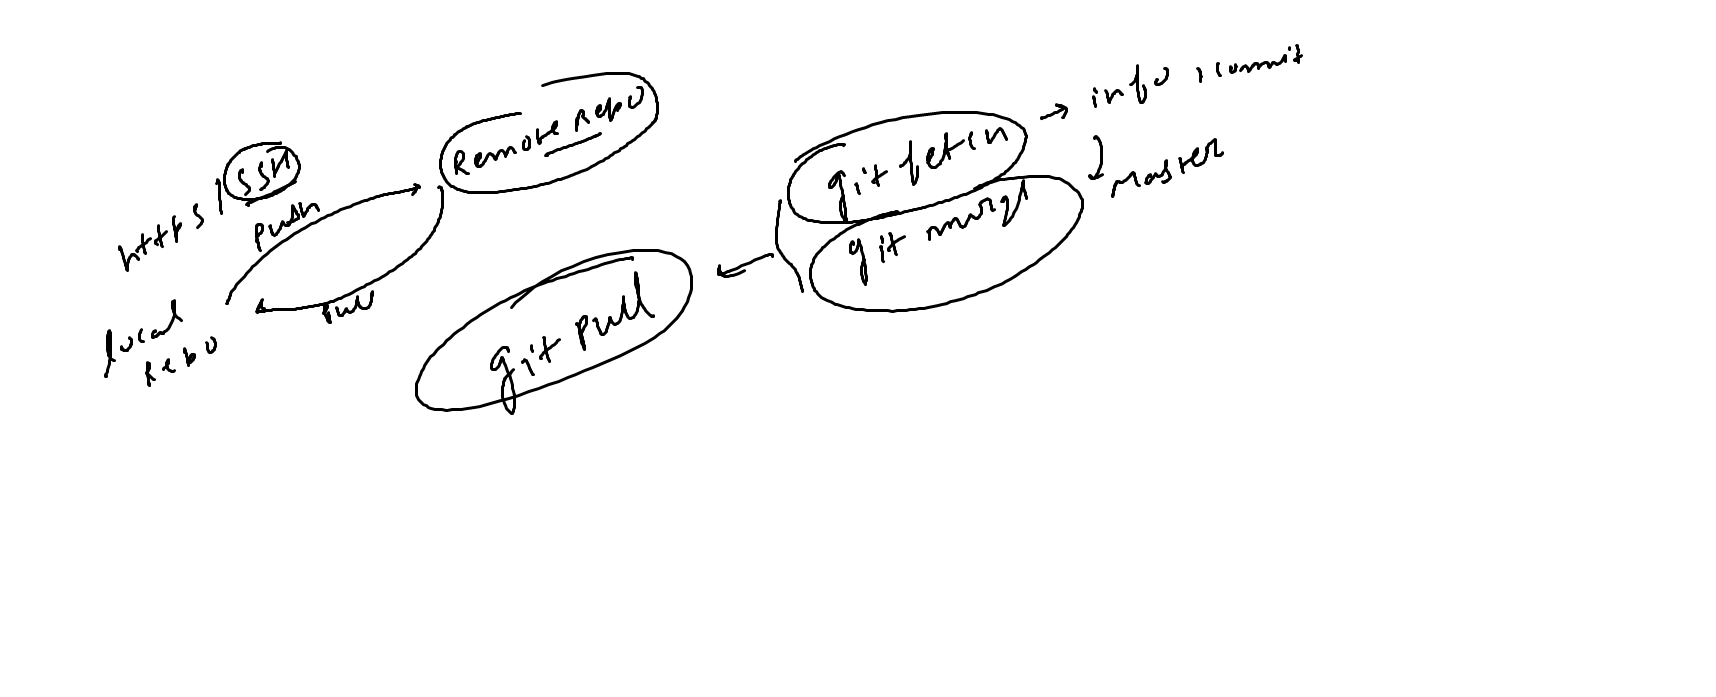 https/SSH
push
Remote Repo
local
Repo
pull
git pull
git fetch
git merge
info, commit
master